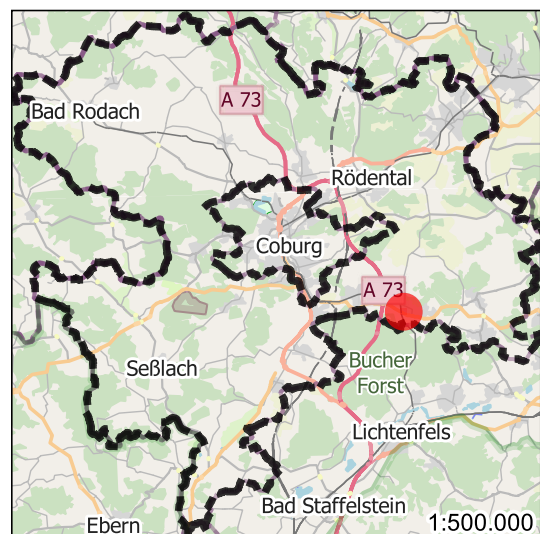 A 73
Bad Rodach
Rödental
Coburg
A 73
Bucher
Forst
Seßlach
Lichtenfels
Bad Staffelstein
Ebern
1:500.000